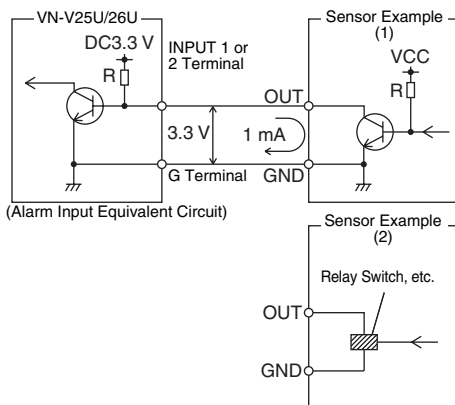 VN-V25U/26U
DC3.3 V
R
INPUT 1 or
2 Terminal
3.3 V
G Terminal
(Alarm Input Equivalent Circuit)
Sensor Example
(1)
VCC
R
OUT
1 mA
GND
Sensor Example
(2)
Relay Switch, etc.
OUT
GND